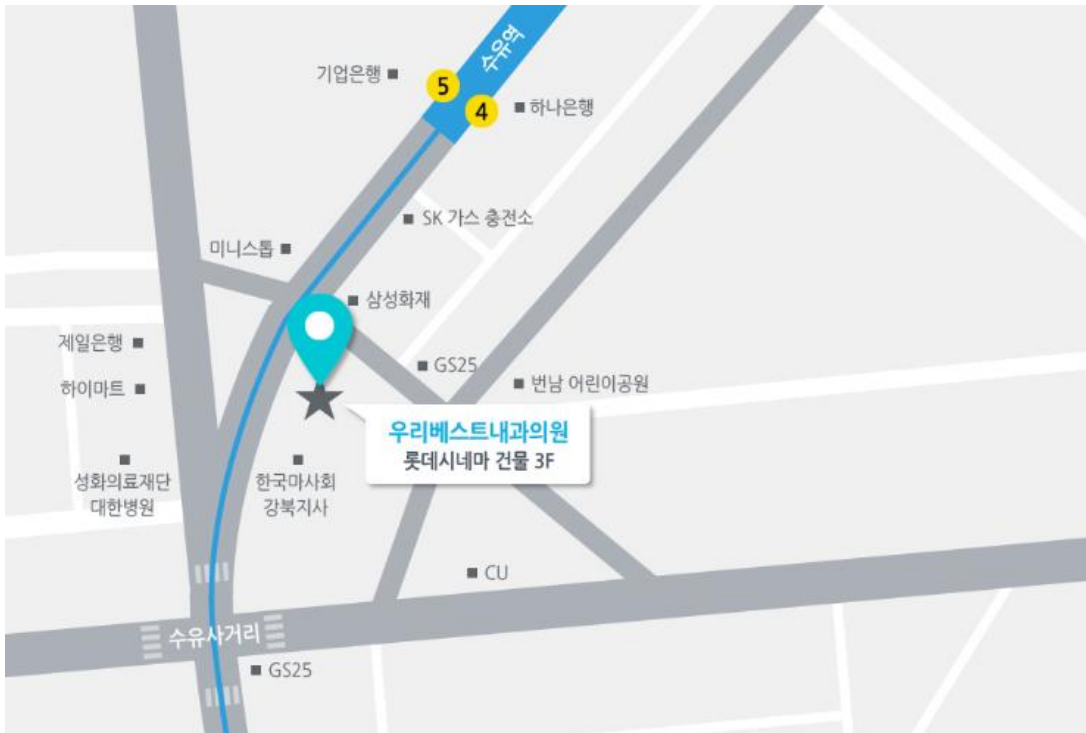 수유역
기업은행
5
4
하나은행
SK 가스 충전소
미니스톱
삼성화재
제일은행
GS25
번남 어린이공원
하이마트
우리베스트내과의원
롯데시네마 건물 3F
성화의료재단
대한병원
한국마사회
강북지사
CU
수유사거리
GS25